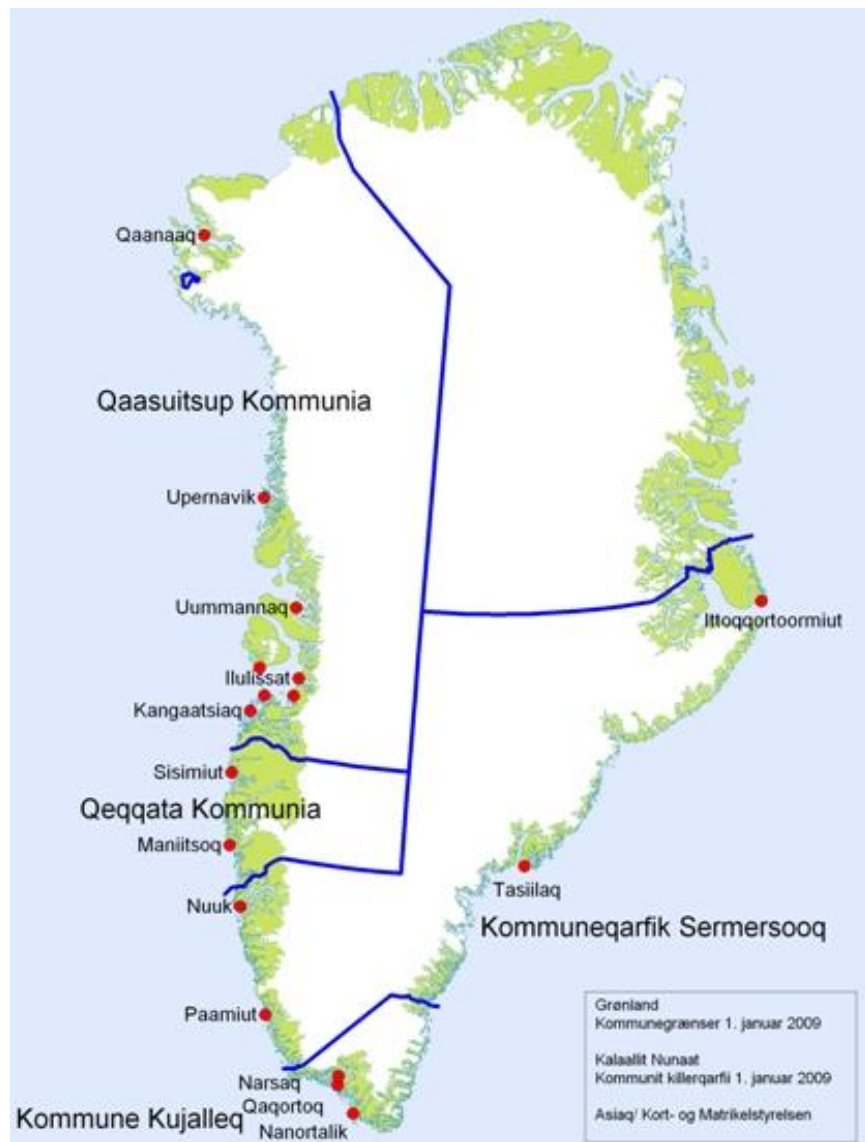 Qaanaaq
Qaasuitsup Kommunia
Upernavik
Uummannaq
Ittoqqortoormiut
Ilulissat
Kangaatsiaq
Sisimiut
Qeqqata Kommunia
Maniitsoq
Tasiilaq
Nuuk
Kommuneqarfik Sermersooq
Paamiut
Narsaq
Qaqortoq
Kommune Kujalleq
Nanortalik
Grønland
Kommunegrænser 1. januar 2009
Kalaallit Nunaat
Kommunit killerqarfii 1. januar 2009
Asiaq/ Kort- og Matrikelstyrelsen